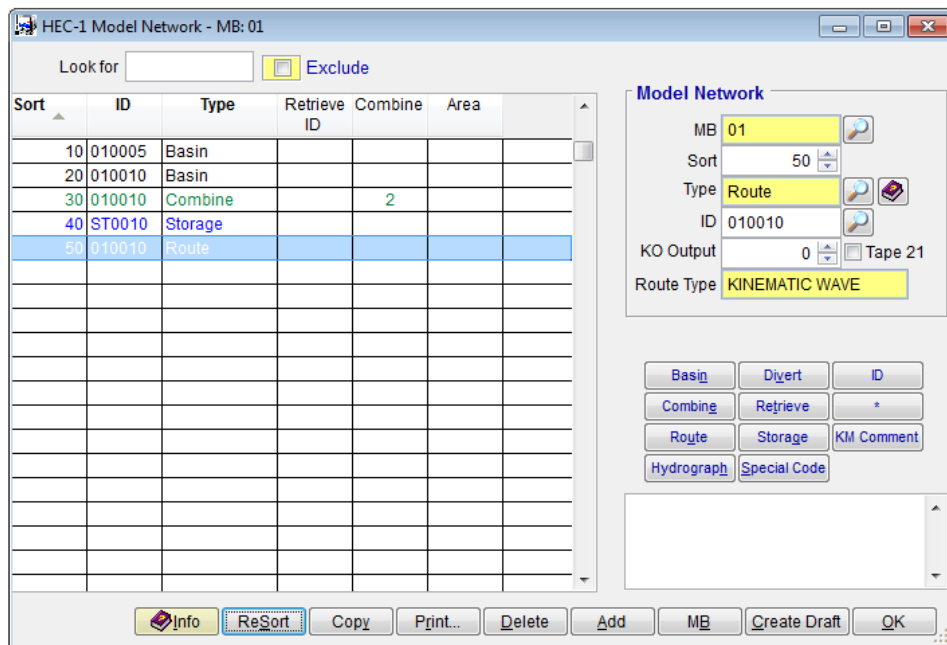 HEC-1 Model Network - MB: 01
Look for Exclude
Sort ID Type Retrieve ID Combine Area
10 010005 Basin
20 010010 Basin
30 010010 Combine 2
40 ST0010 Storage
50 010010 Route
Model Network
MB 01
Sort 50
Type Route
ID 010010
KO Output 0 Tape 21
Route Type KINEMATIC WAVE
Basin Divert ID
Combine Retrieve *
Route Storage KM Comment
Hydrograph Special Code
Info ReSort Copy Print... Delete Add MB Create Draft OK